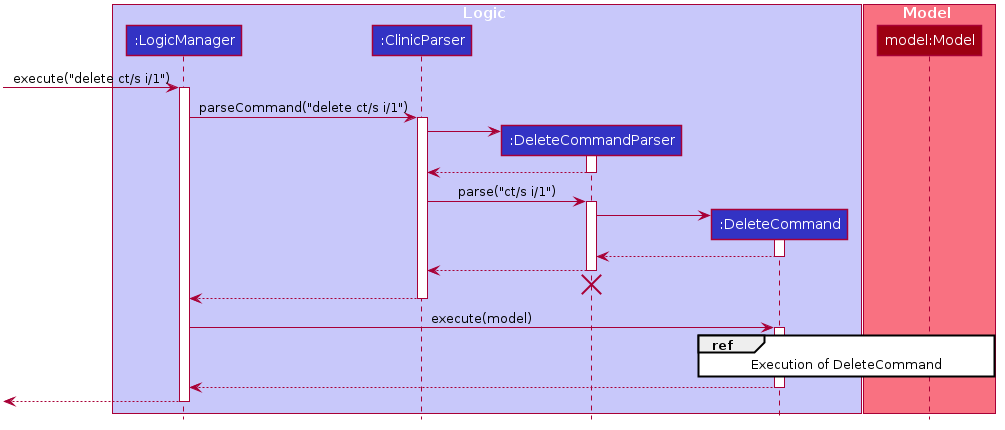 Logic
Model
:LogicManager
:ClinicParser
model:Model
execute("delete ct/s i/1")
parseCommand("delete ct/s i/1")
:DeleteCommandParser
parse("ct/s i/1")
:DeleteCommand
execute(model)
ref
Execution of DeleteCommand